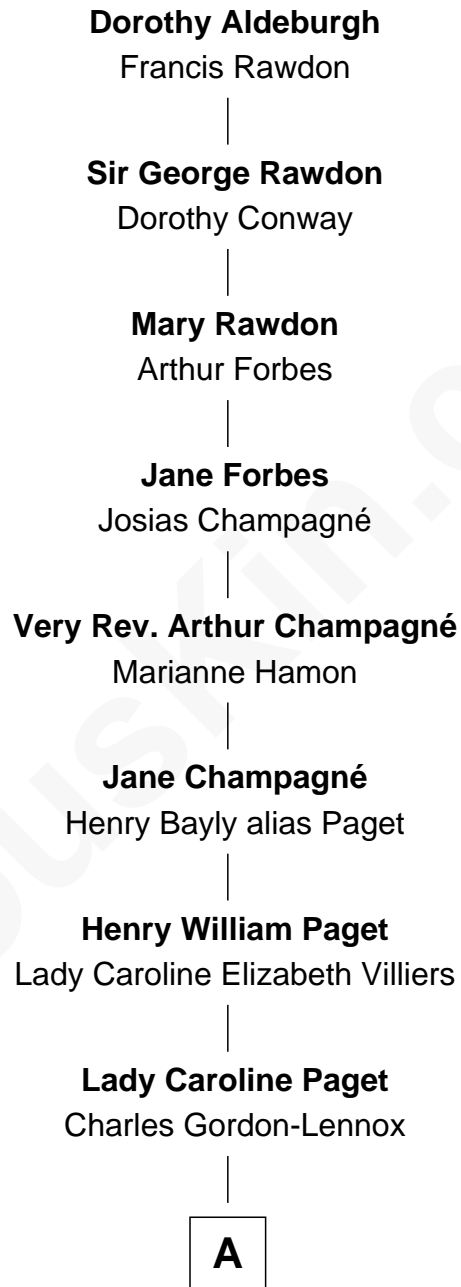 Dorothy Aldeburgh
Francis Rawdon
Sir George Rawdon
Dorothy Conway
Mary Rawdon
Arthur Forbes
Jane Forbes
Josias Champagné
Very Rev. Arthur Champagné
Marianne Hamon
Jane Champagné
Henry Bayly alias Paget
Henry William Paget
Lady Caroline Elizabeth Villiers
Lady Caroline Paget
Charles Gordon-Lennox
A